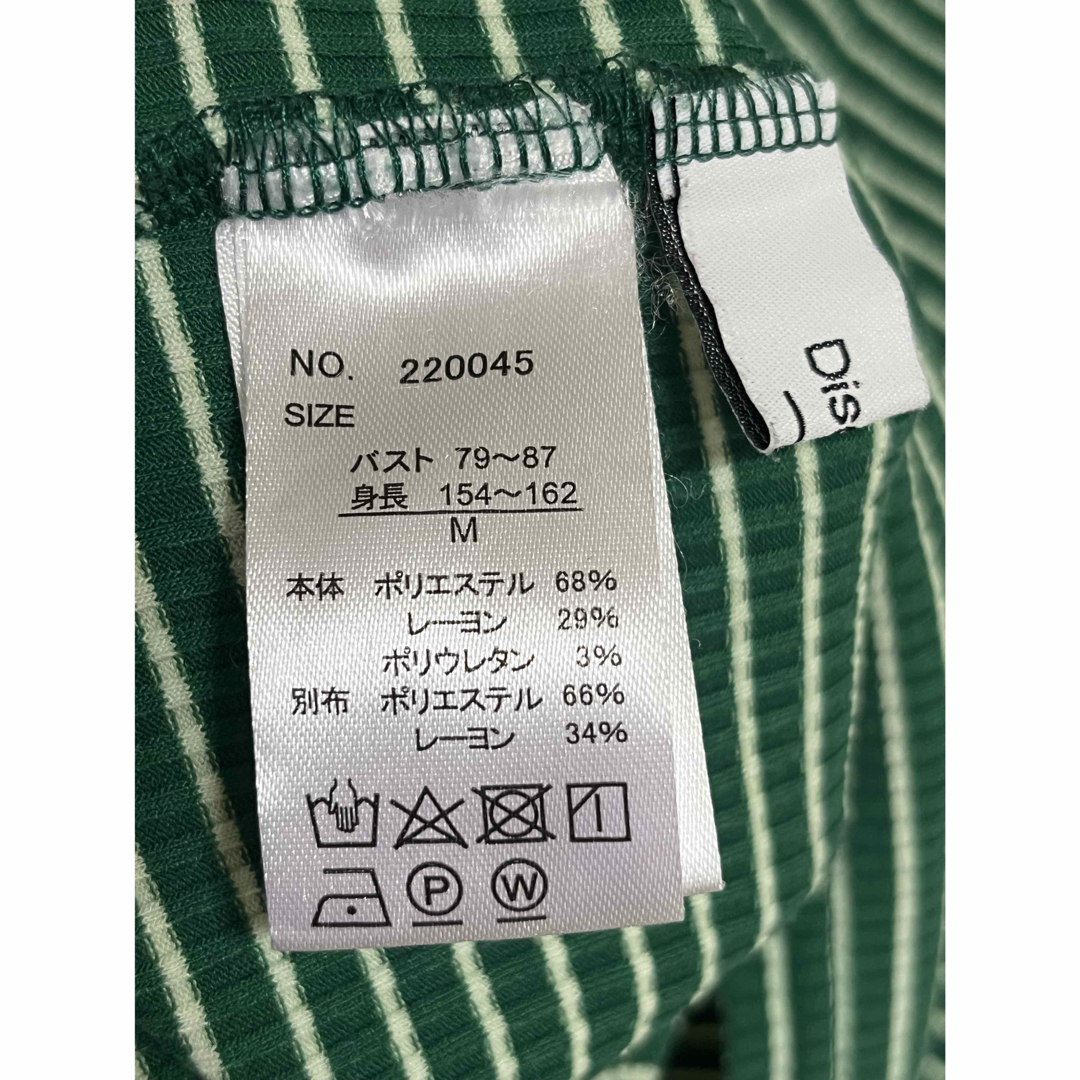 NO. 220045
SIZE
バスト 79～87
身長 154～162
M
本体 ポリエステル 68%
レーヨン 29%
ポリウレタン 3%
別布 ポリエステル 66%
レーヨン 34%
P W